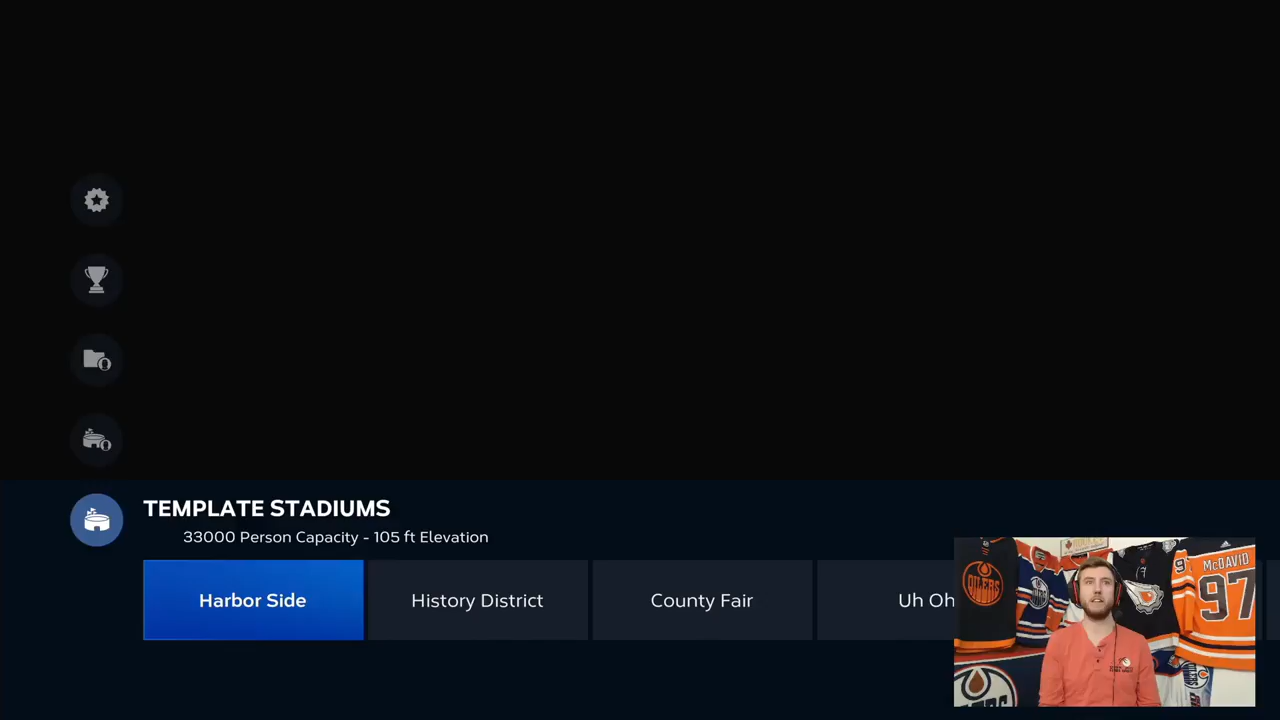 TEMPLATE STADIUMS
33000 Person Capacity - 105 ft Elevation
Harbor Side
History District
County Fair
Uh Oh
OILERS
McDAVID
97
9